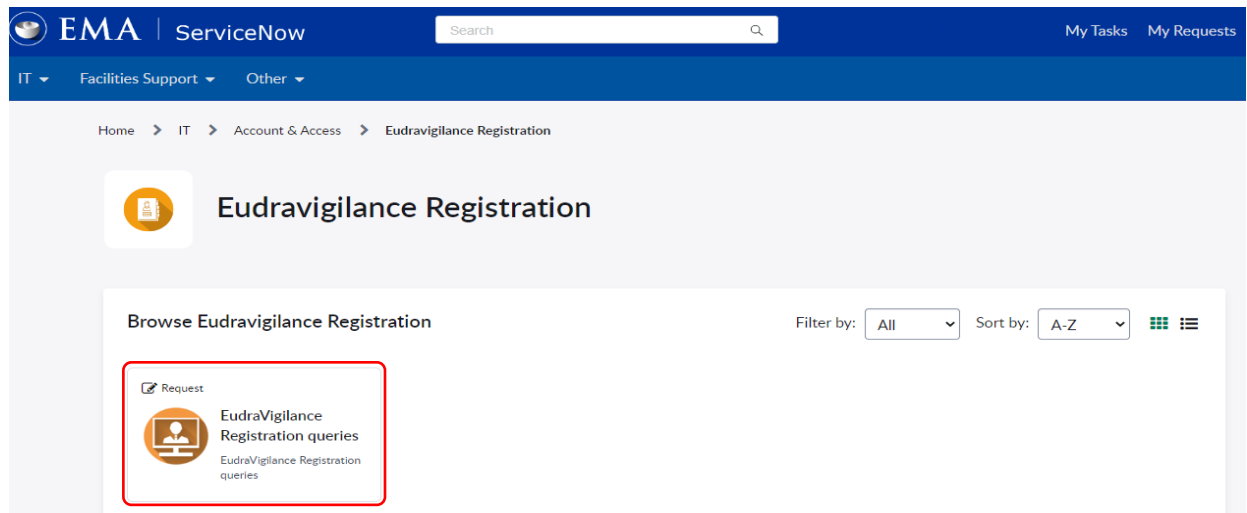 EMA | ServiceNow
Search
My Tasks My Requests
IT Facilities Support Other
Home > IT > Account & Access > Eudravigilance Registration
Eudravigilance Registration
Browse Eudravigilance Registration
Filter by: All Sort by: A-Z
Request
EudraVigilance
Registration queries
EudraVigilance Registration
queries